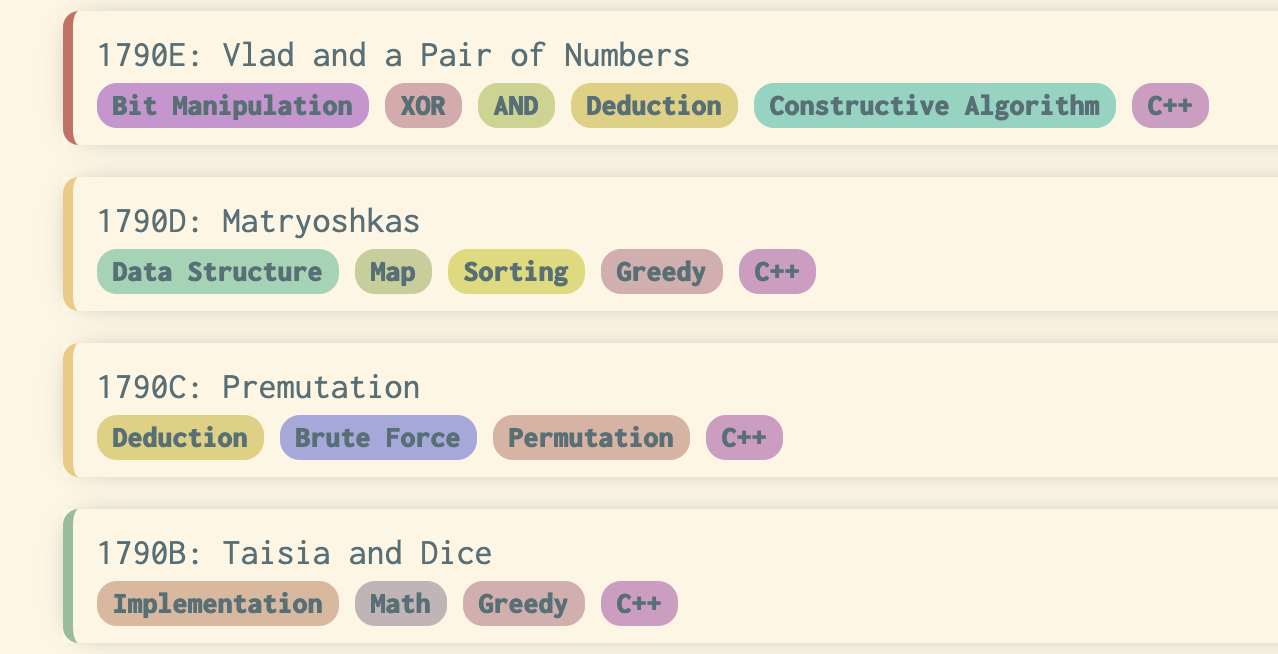 1790E: Vlad and a Pair of Numbers
Bit Manipulation XOR AND Deduction Constructive Algorithm C++
1790D: Matryoshkas
Data Structure Map Sorting Greedy C++
1790C: Premutation
Deduction Brute Force Permutation C++
1790B: Taisia and Dice
Implementation Math Greedy C++